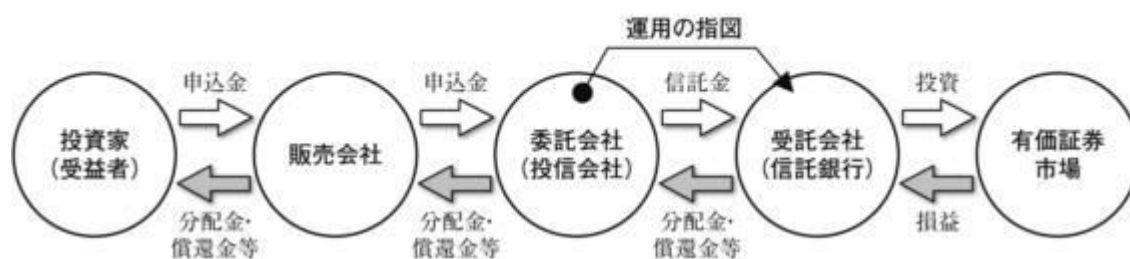 運用の指図
申込金
申込金
信託金
投資
投資家
(受益者)
販売会社
委託会社
(投信会社)
受託会社
(信託銀行)
有価証券
市場
分配金・
償還金等
分配金・
償還金等
分配金・
償還金等
損益